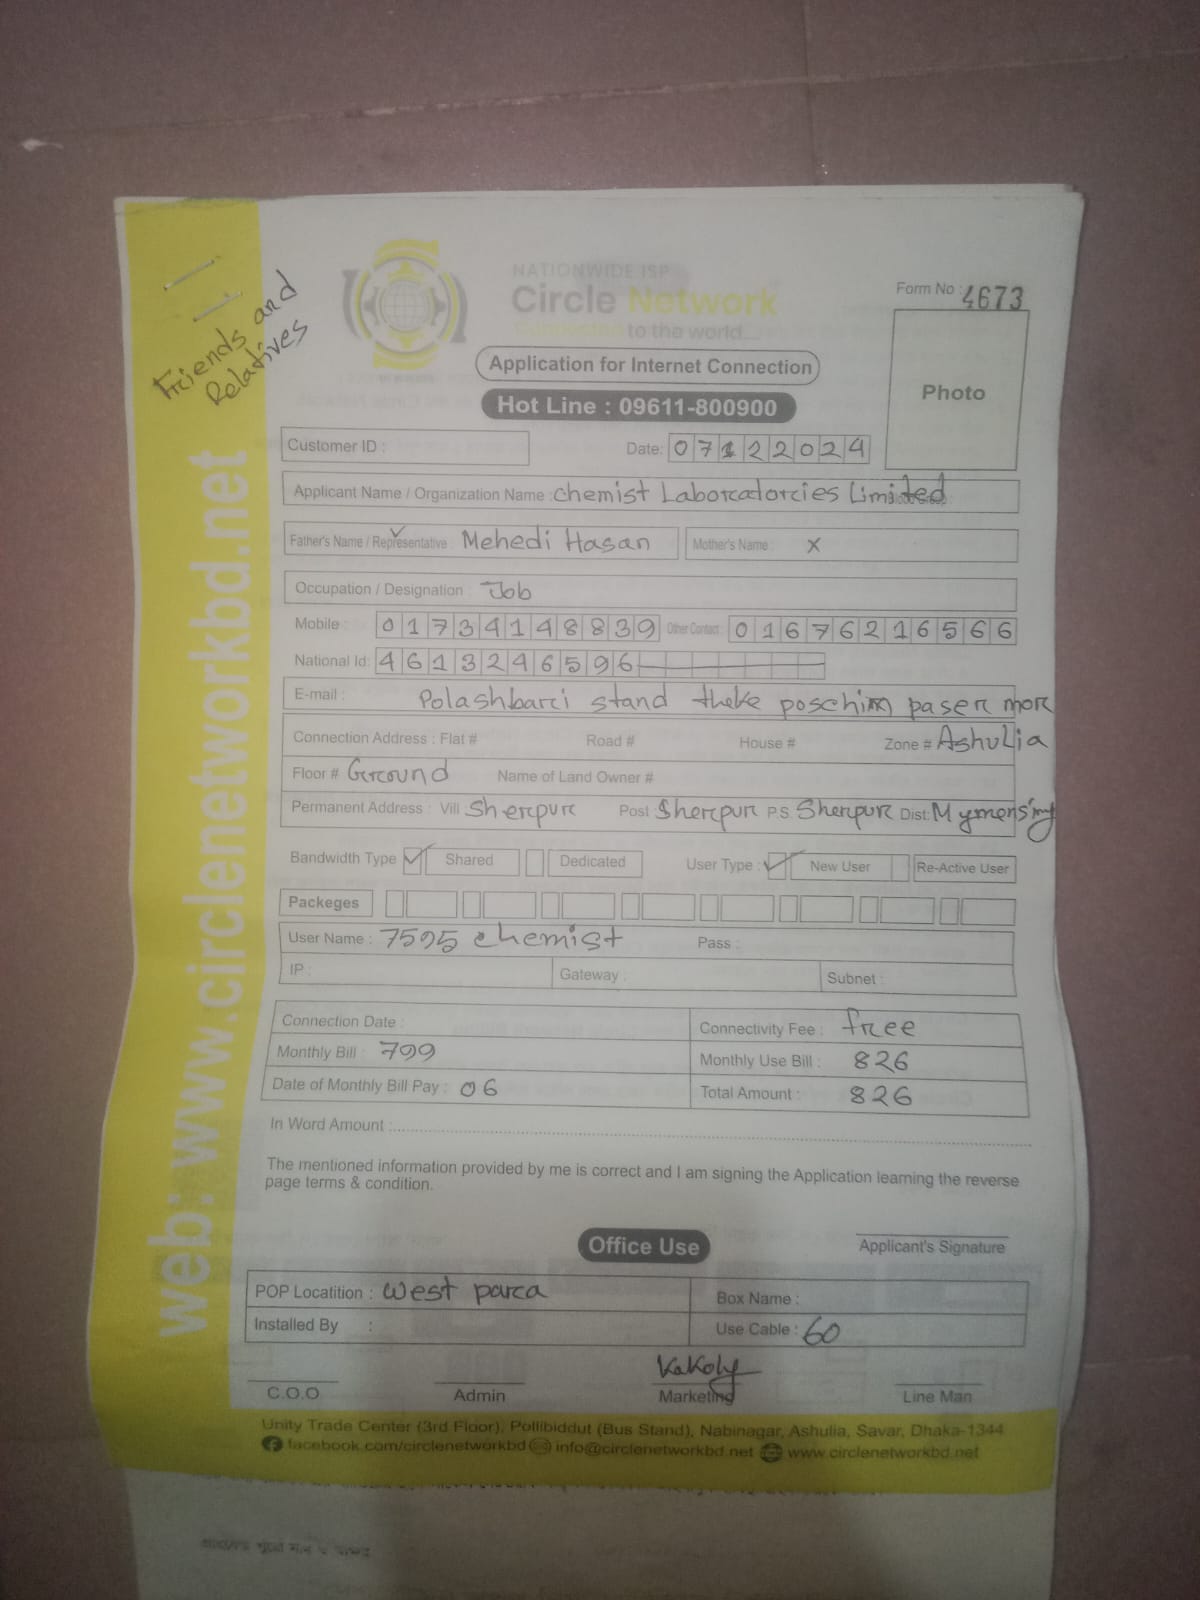 Friends and
Relatives
NATIONWIDE ISP
Circle Network
Connected to the world...
Form No : 4673
Application for Internet Connection
Photo
Hot Line : 09611-800900
Customer ID :
Date: 07122024
Applicant Name / Organization Name : Chemist Laboratories Limited
Father's Name / Representative : Mehedi Hasan Mother's Name : X
Occupation / Designation : Job
Mobile : 01734148839 Other Contact : 01676216566
National Id: 4613246596
E-mail : Polashbari stand theke poschim paser mor
Connection Address : Flat # Road # House # Zone # Ashulia
Floor # Ground Name of Land Owner #
Permanent Address : Vill Sherpur Post : Sherpur P.S. Sherpur Dist: Mymensing
Bandwidth Type Shared Dedicated User Type : New User Re-Active User
Packeges
User Name : 7595 chemist Pass :
IP : Gateway : Subnet :
Connection Date : Connectivity Fee : free
Monthly Bill : 799 Monthly Use Bill : 826
Date of Monthly Bill Pay : 06 Total Amount : 826
In Word Amount :
The mentioned information provided by me is correct and I am signing the Application learning the reverse
page terms & condition.
Office Use
Applicant's Signature
POP Locatition : West para Box Name :
Installed By : Use Cable : 60
Kakoly
C.O.O Admin Marketing Line Man
Unity Trade Center (3rd Floor), Pollibiddut (Bus Stand), Nabinagar, Ashulia, Savar, Dhaka-1344
facebook.com/circlenetworkbd info@circlenetworkbd.net www.circlenetworkbd.net
web: www.circlenetworkbd.net